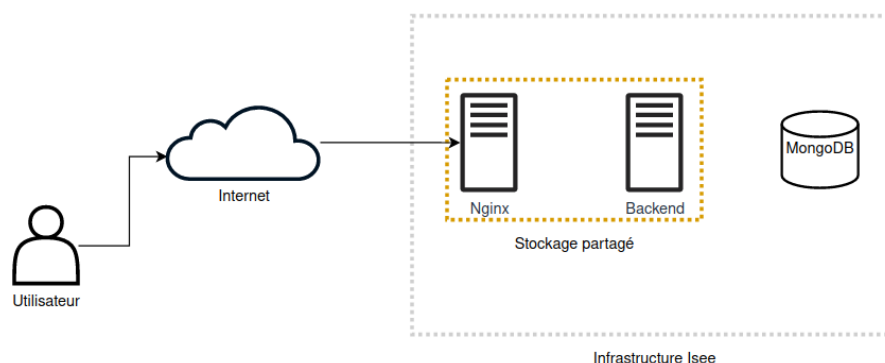 MongoDB
Internet
Nginx
Backend
Stockage partagé
Utilisateur
Infrastructure Isee